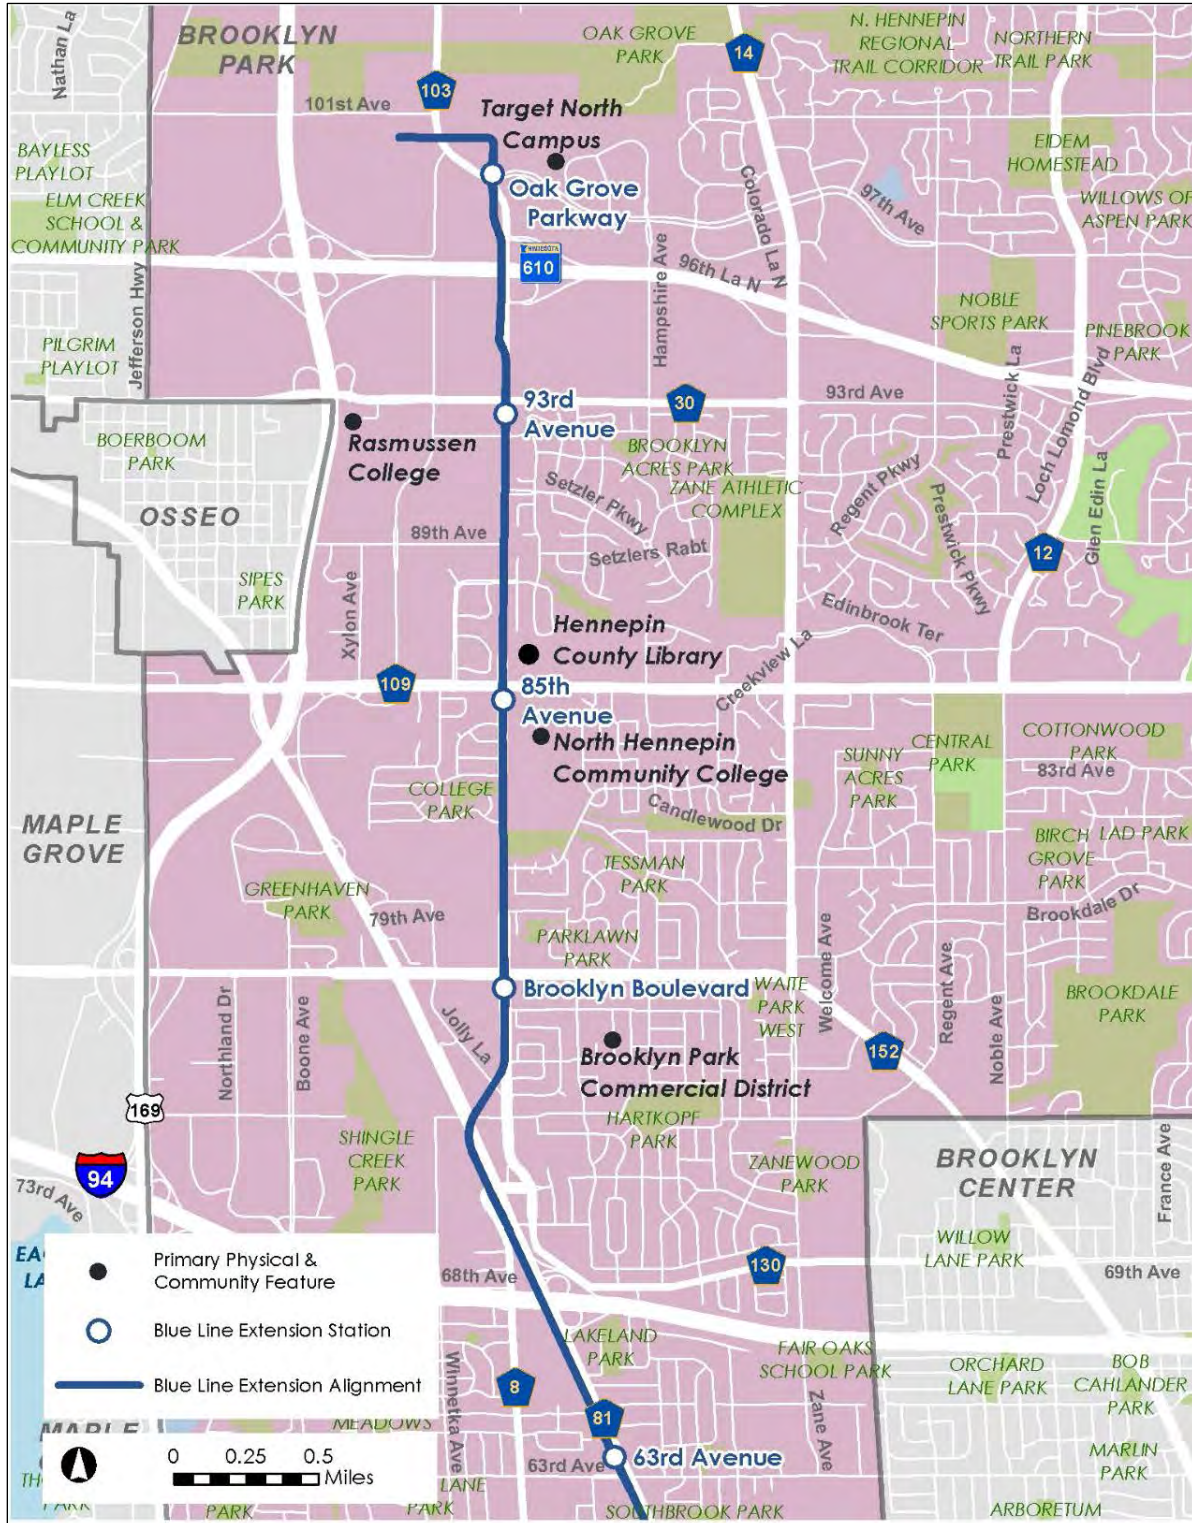 BROOKLYN
PARK
OAK GROVE
PARK
14
N. HENNEPIN
REGIONAL
TRAIL CORRIDOR
NORTHERN
TRAIL PARK
Nathan La
103
101st Ave
Target North
Campus
BAYLESS
PLAYLOT
EIDEM
HOMESTEAD
ELM CREEK
SCHOOL &
COMMUNITY PARK
Oak Grove
Parkway
Colorado La N
97th Ave
WILLOWS OF
ASPEN PARK
Jefferson Hwy
MINNESOTA
610
Hampshire Ave
96th La N
NOBLE
SPORTS PARK
PINEBROOK
PARK
PILGRIM
PLAYLOT
93rd
Avenue
30
93rd Ave
Prestwick La
Loch Lomond Blvd
BOERBOOM
PARK
Rasmussen
College
BROOKLYN
ACRES PARK
ZANE ATHLETIC
COMPLEX
Setzler Pkwy
Regent Pkwy
Prestwick Pkwy
Glen Edin La
OSSEO
89th Ave
Setzlers Rabt
12
SIPES
PARK
Xylon Ave
Edinbrook Ter
Hennepin
County Library
Creekview La
109
85th
Avenue
North Hennepin
Community College
SUNNY
ACRES
PARK
CENTRAL
PARK
COTTONWOOD
PARK
83rd Ave
COLLEGE
PARK
Candlewood Dr
MAPLE
GROVE
BIRCH
GROVE
PARK
LAD PARK
TESSMAN
PARK
GREENHAVEN
PARK
79th Ave
Brookdale Dr
PARKLAWN
PARK
Welcome Ave
Regent Ave
Brooklyn Boulevard
WAITE
PARK
WEST
BROOKDALE
PARK
Northland Dr
Boone Ave
Jolly La
Noble Ave
152
Brooklyn Park
Commercial District
169
HARTKOPF
PARK
SHINGLE
CREEK
PARK
ZANEWOOD
PARK
BROOKLYN
CENTER
France Ave
94
73rd Ave
WILLOW
LANE PARK
Primary Physical &
Community Feature
68th Ave
130
69th Ave
Blue Line Extension Station
LAKELAND
PARK
FAIR OAKS
SCHOOL PARK
ORCHARD
LANE PARK
BOB
CAHLANDER
PARK
Blue Line Extension Alignment
Winnetka Ave
8
81
Zane Ave
MAPLE
MEADOWS
0 0.25 0.5
Miles
63rd Ave
63rd Avenue
MARLIN
PARK
PARK
PARK
LANE
PARK
SOUTHBROOK PARK
ARBORETUM